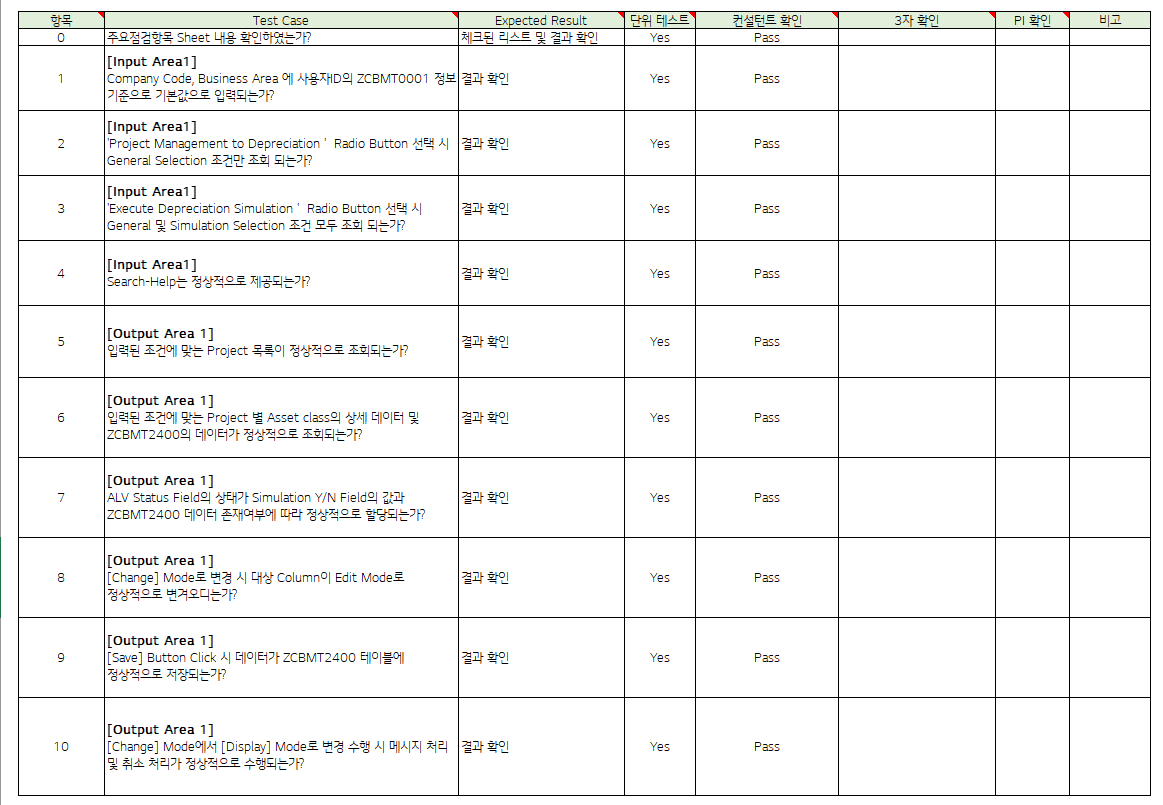 항목 Test Case Expected Result 단위 테스트 컨설턴트 확인 3자 확인 PI 확인 비고
0 주요점검항목 Sheet 내용 확인하였는가? 체크된 리스트 및 결과 확인 Yes Pass
[Input Area1]
1 Company Code, Business Area 에 사용자ID의 ZCBMT0001 정보 결과 확인 Yes Pass
기준으로 기본값으로 입력되는가?
[Input Area1]
2 'Project Management to Depreciation ' Radio Button 선택 시 결과 확인 Yes Pass
General Selection 조건만 조회 되는가?
[Input Area1]
3 'Execute Depreciation Simulation ' Radio Button 선택 시 결과 확인 Yes Pass
General 및 Simulation Selection 조건 모두 조회 되는가?
[Input Area1]
4 결과 확인 Yes Pass
Search-Help는 정상적으로 제공되는가?
[Output Area 1]
5 결과 확인 Yes Pass
입력된 조건에 맞는 Project 목록이 정상적으로 조회되는가?
[Output Area 1]
6 입력된 조건에 맞는 Project 별 Asset class의 상세 데이터 및 결과 확인 Yes Pass
ZCBMT2400의 데이터가 정상적으로 조회되는가?
[Output Area 1]
7 ALV Status Field의 상태가 Simulation Y/N Field의 값과 결과 확인 Yes Pass
ZCBMT2400 데이터 존재여부에 따라 정상적으로 할당되는가?
[Output Area 1]
8 [Change] Mode로 변경 시 대상 Column이 Edit Mode로 결과 확인 Yes Pass
정상적으로 변겨오디는가?
[Output Area 1]
9 [Save] Button Click 시 데이터가 ZCBMT2400 테이블에 결과 확인 Yes Pass
정상적으로 저장되는가?
[Output Area 1]
10 [Change] Mode에서 [Display] Mode로 변경 수행 시 메시지 처리 결과 확인 Yes Pass
및 취소 처리가 정상적으로 수행되는가?